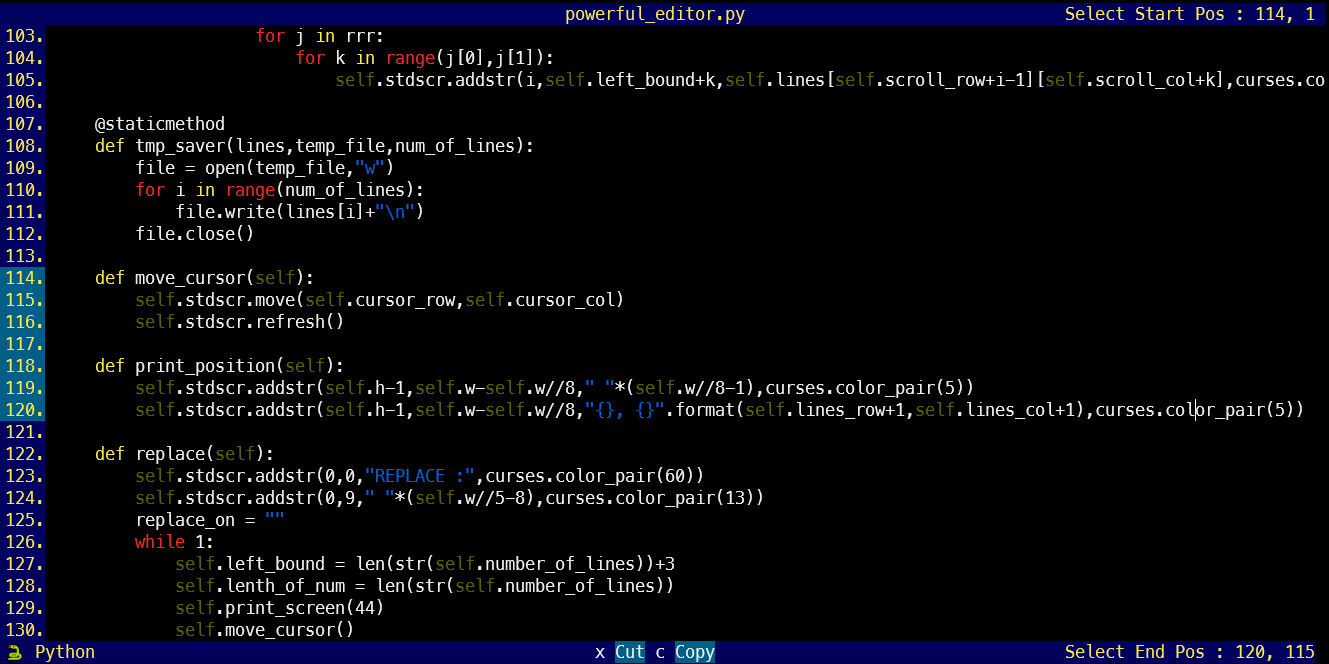 powerful_editor.py Select Start Pos : 114, 1
103.                     for j in rrr:
104.                         for k in range(j[0],j[1]):
105.                             self.stdscr.addstr(i,self.left_bound+k,self.lines[self.scroll_row+i-1][self.scroll_col+k],curses.co
106.
107.     @staticmethod
108.     def tmp_saver(lines,temp_file,num_of_lines):
109.         file = open(temp_file,"w")
110.         for i in range(num_of_lines):
111.             file.write(lines[i]+"\n")
112.         file.close()
113.
114.     def move_cursor(self):
115.         self.stdscr.move(self.cursor_row,self.cursor_col)
116.         self.stdscr.refresh()
117.
118.     def print_position(self):
119.         self.stdscr.addstr(self.h-1,self.w-self.w//8," "*(self.w//8-1),curses.color_pair(5))
120.         self.stdscr.addstr(self.h-1,self.w-self.w//8,"{}, {}".format(self.lines_row+1,self.lines_col+1),curses.color_pair(5))
121.
122.     def replace(self):
123.         self.stdscr.addstr(0,0,"REPLACE :",curses.color_pair(60))
124.         self.stdscr.addstr(0,9," "*(self.w//5-8),curses.color_pair(13))
125.         replace_on = ""
126.         while 1:
127.             self.left_bound = len(str(self.number_of_lines))+3
128.             self.lenth_of_num = len(str(self.number_of_lines))
129.             self.print_screen(44)
130.             self.move_cursor()
Python x Cut c Copy Select End Pos : 120, 115